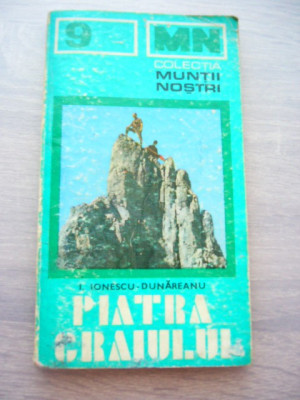 9 MN
COLECȚIA
MUNȚII
NOȘTRI
I. IONESCU-DUNĂREANU
PIATRA
CRAIULUI